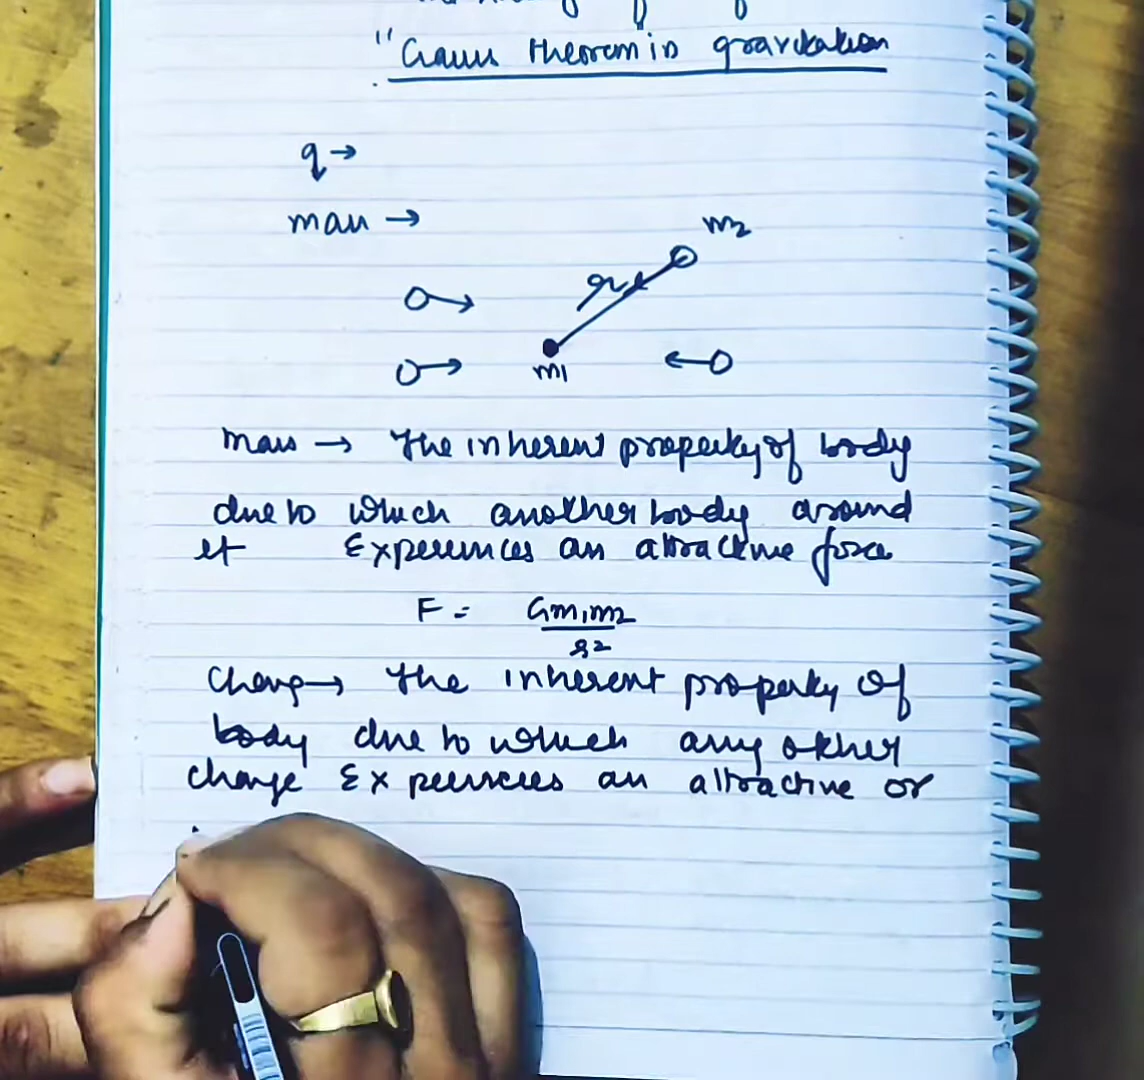 "Gauss theorem in gravitation
q →
mass →
m2
r
m1
mass → The inherent property of body
due to which another body around
it Experiences an attractive force
F = Gm1m2
r2
Charge → The inherent property of
body due to which any other
charge Experiences an attractive or